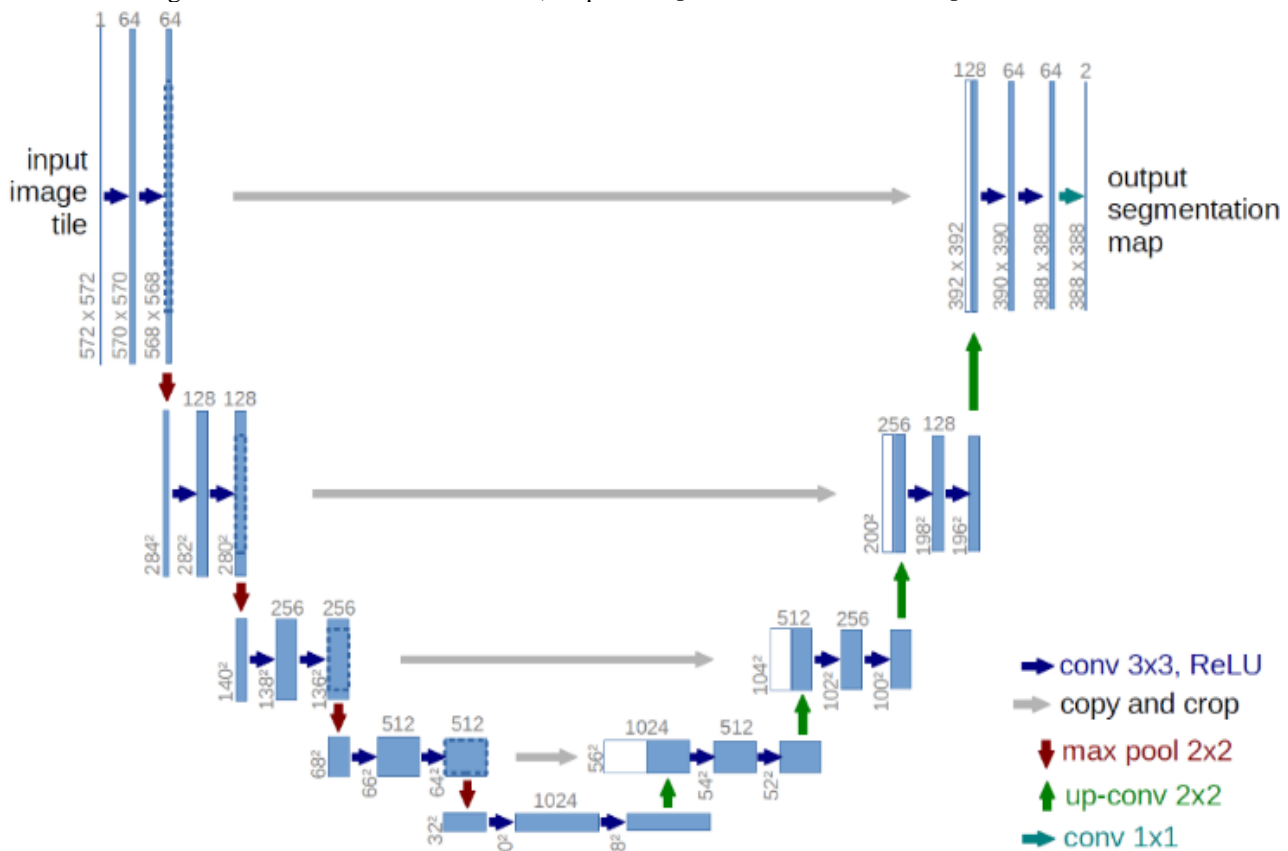 1 64 64
128 64 64 2
input
image
tile
output
segmentation
map
572 x 572
570 x 570
568 x 568
392 x 392
390 x 390
388 x 388
388 x 388
128 128
256 128
284²
282²
280²
200²
198²
196²
256 256
512 256
140²
138²
136²
104²
102²
100²
conv 3x3, ReLU
copy and crop
max pool 2x2
up-conv 2x2
conv 1x1
512 512
1024 512
68²
66²
64²
56²
54²
52²
1024
32²
0²
8²